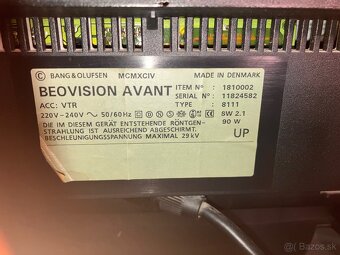 © BANG & OLUFSEN MCMXCIV MADE IN DENMARK
BEOVISION AVANT ITEM Nº : 1810002
SERIAL Nº : 11824582
ACC: VTR TYPE : 8111
220V–240V ~ 50/60Hz SW 2.1
DIE IM DIESEM GERÄT ENTSTEHENDE RÖNTGEN- 90 W
STRAHLUNG IST AUSREICHEND ABGESCHIRMT.
BESCHLEUNIGUNGSSPANNUNG MAXIMAL 29 kV UP
Bazos.sk